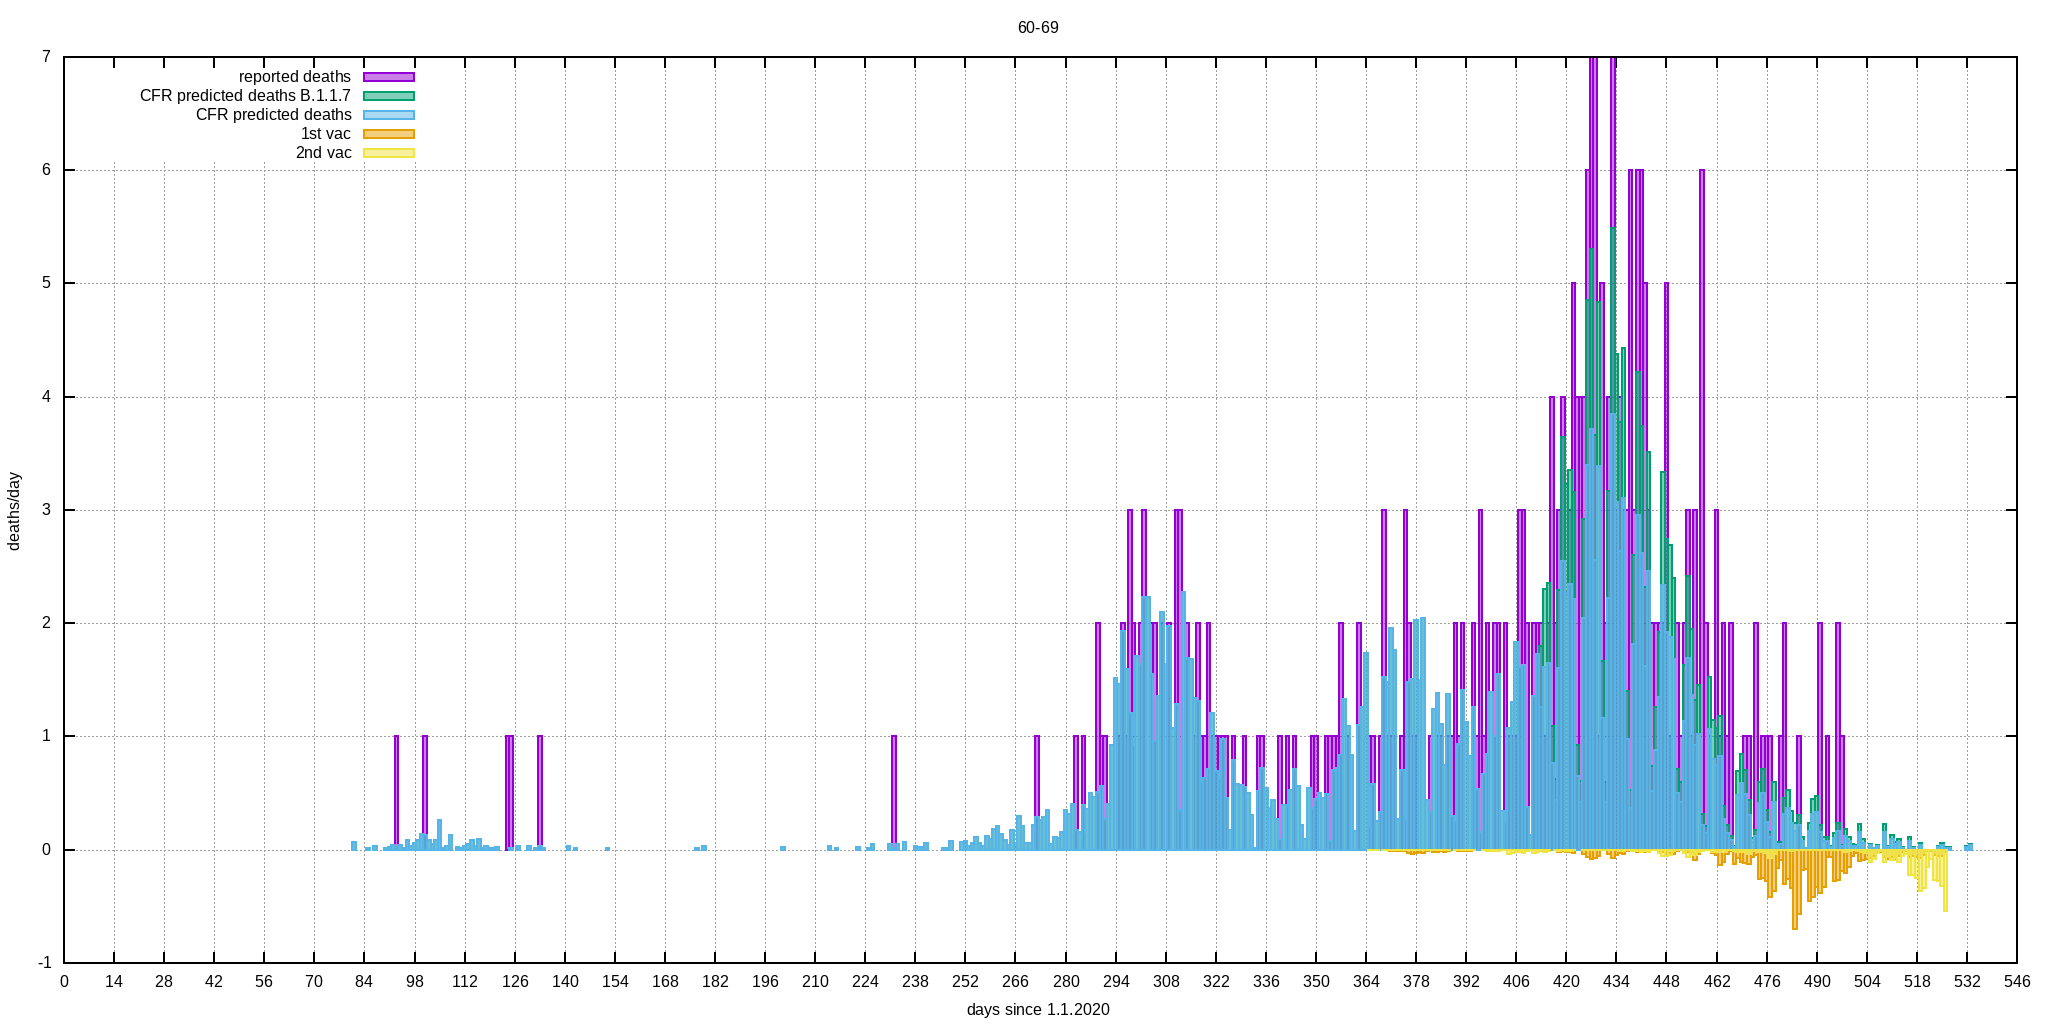 60-69
7
reported deaths
CFR predicted deaths B.1.1.7
CFR predicted deaths
1st vac
2nd vac
6
5
4
3
2
1
0
-1
deaths/day
0 14 28 42 56 70 84 98 112 126 140 154 168 182 196 210 224 238 252 266 280 294 308 322 336 350 364 378 392 406 420 434 448 462 476 490 504 518 532 546
days since 1.1.2020